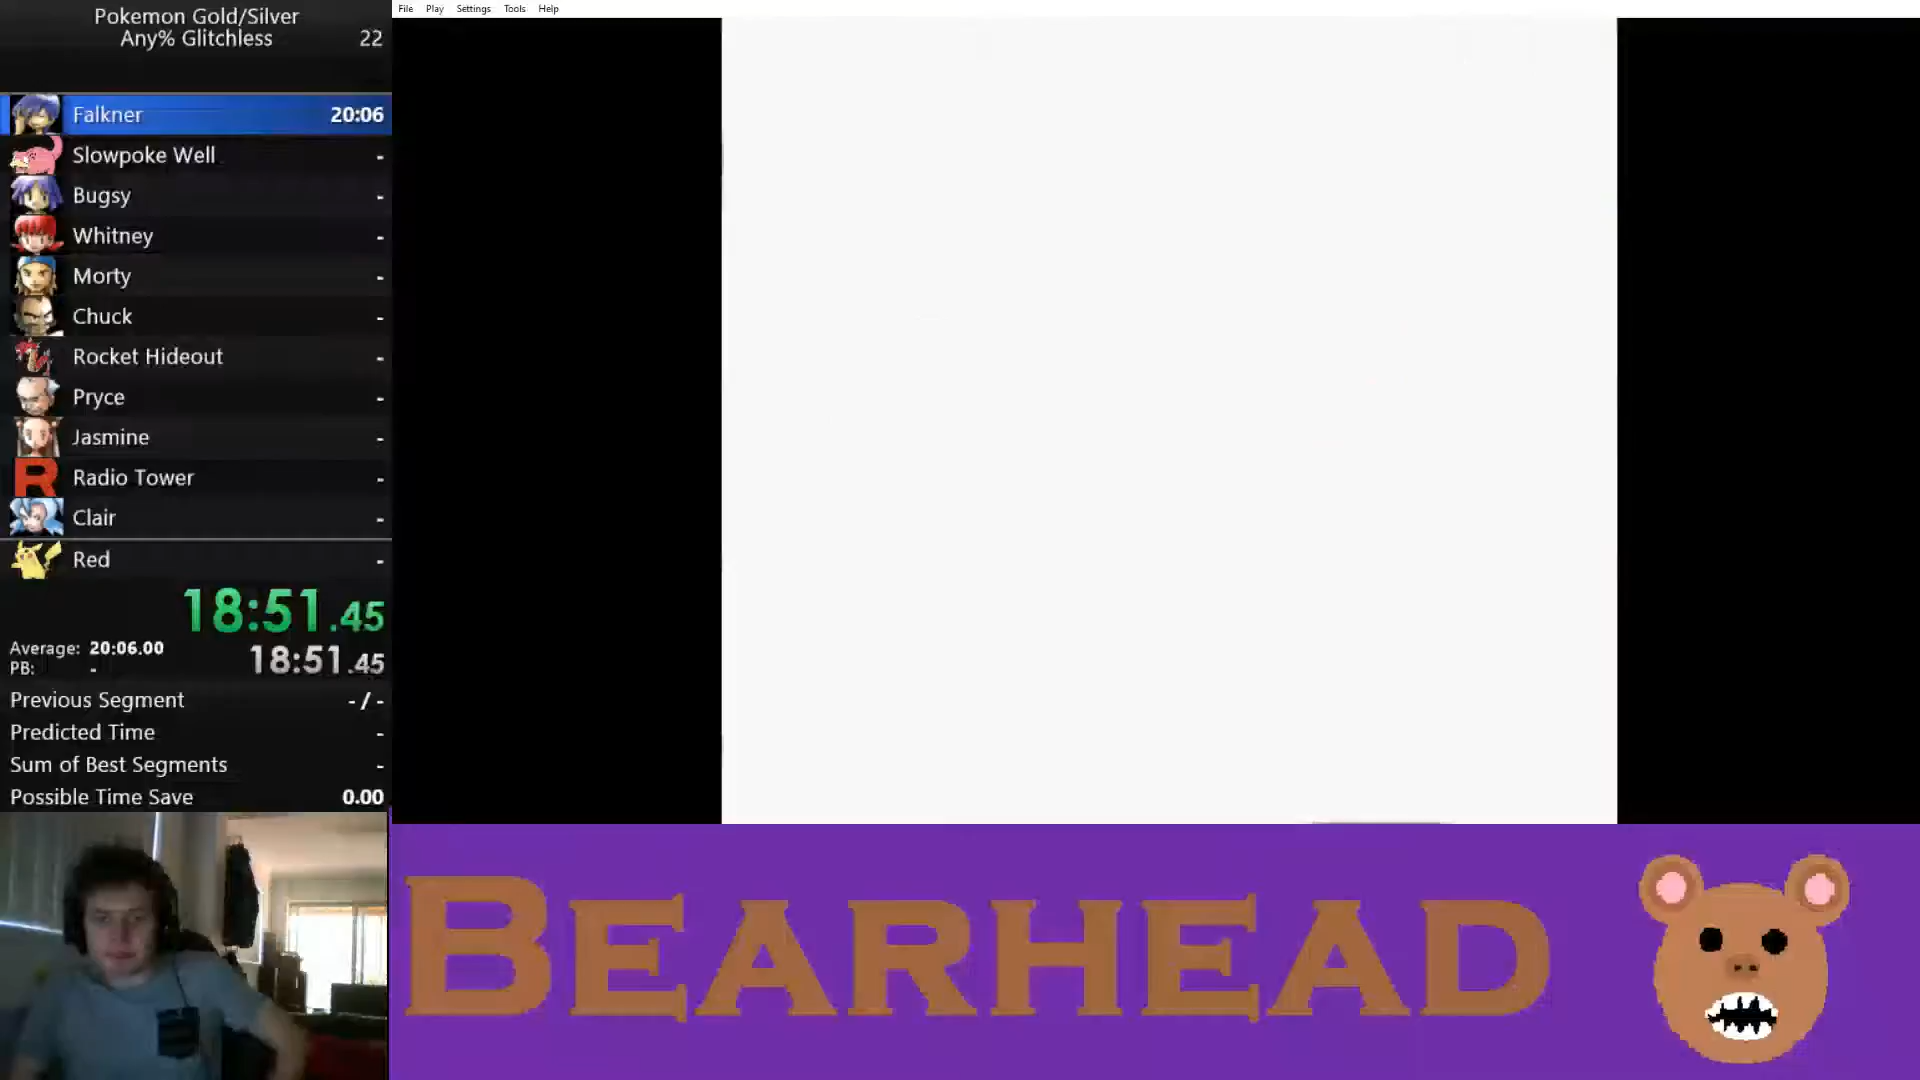 Pokemon Gold/Silver
Any% Glitchless 22
File Play Settings Tools Help
Falkner 20:06
Slowpoke Well -
Bugsy -
Whitney -
Morty -
Chuck -
Rocket Hideout -
Pryce -
Jasmine -
R Radio Tower -
Clair -
Red -
18:51.45
Average: 20:06.00 18:51.45
PB: -
Previous Segment - / -
Predicted Time -
Sum of Best Segments -
Possible Time Save 0.00
BEARHEAD